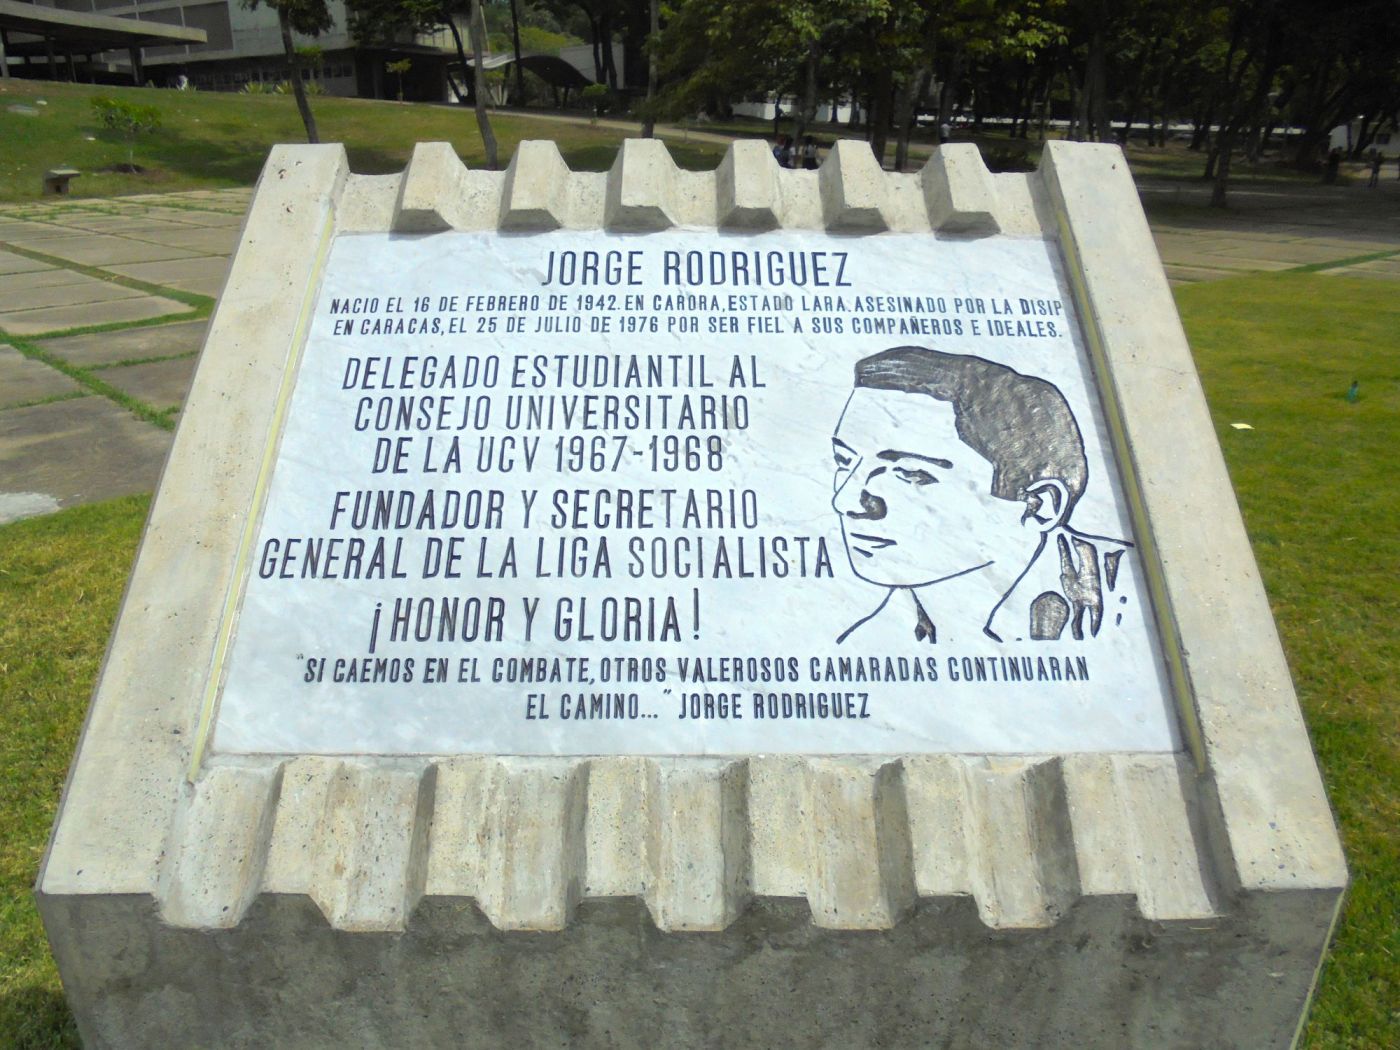 JORGE RODRIGUEZ
NACIO EL 16 DE FEBRERO DE 1942.EN CARORA,ESTADO LARA.ASESINADO POR LA DISIP
EN CARACAS,EL 25 DE JULIO DE 1976 POR SER FIEL A SUS COMPAÑEROS E IDEALES.
DELEGADO ESTUDIANTIL AL
CONSEJO UNIVERSITARIO
DE LA UCV 1967-1968
FUNDADOR Y SECRETARIO
GENERAL DE LA LIGA SOCIALISTA
¡HONOR Y GLORIA!
"SI CAEMOS EN EL COMBATE,OTROS VALEROSOS CAMARADAS CONTINUARAN
EL CAMINO..." JORGE RODRIGUEZ